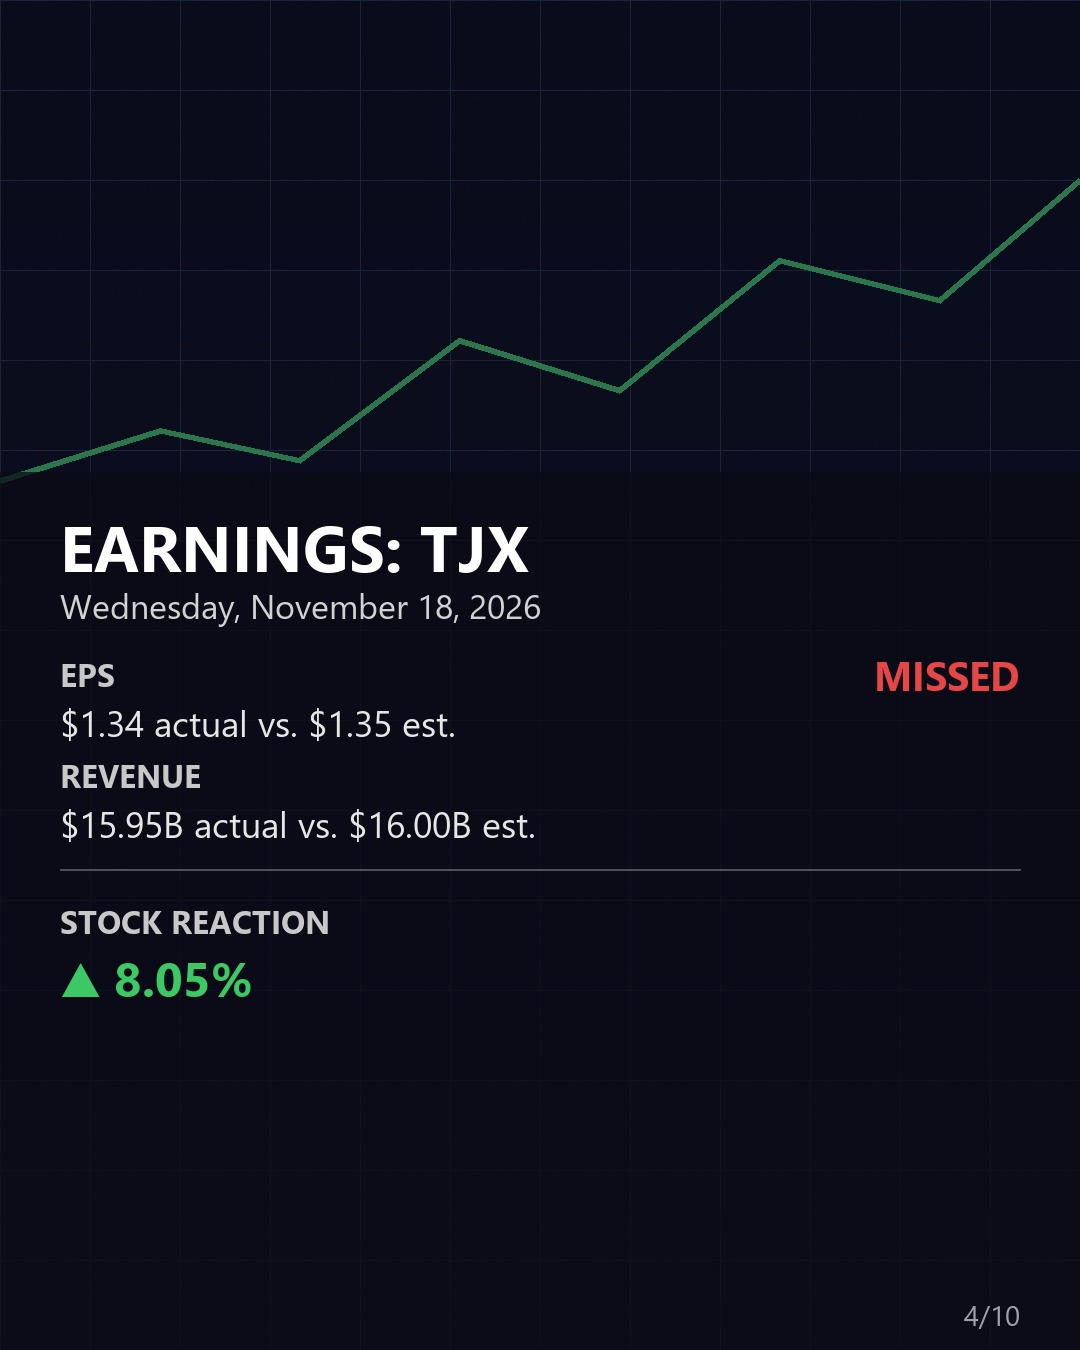 EARNINGS: TJX
Wednesday, November 18, 2026
EPS
MISSED
$1.34 actual vs. $1.35 est.
REVENUE
$15.95B actual vs. $16.00B est.
STOCK REACTION
▲ 8.05%
4/10